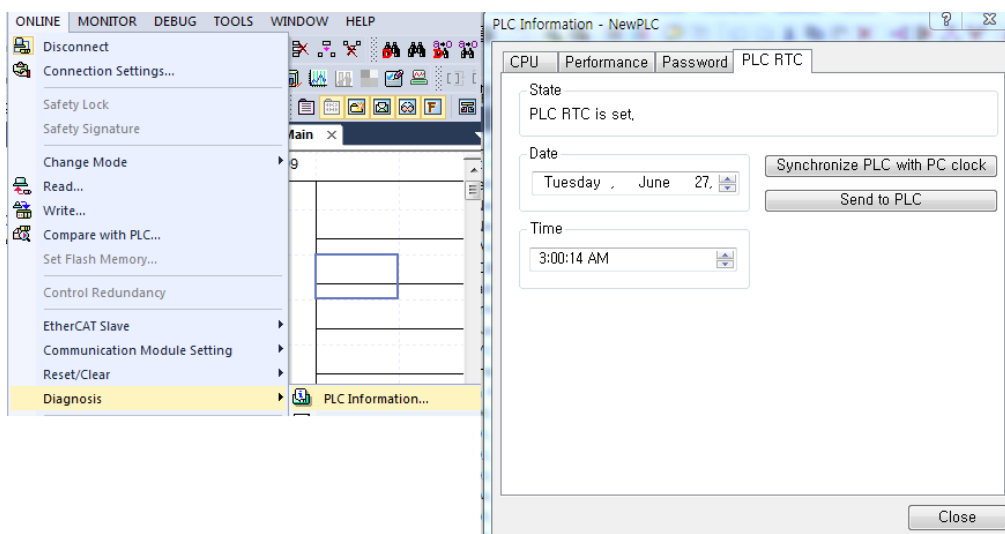 ONLINE MONITOR DEBUG TOOLS WINDOW HELP
Disconnect
Connection Settings...
Safety Lock
Safety Signature
Change Mode
Read...
Write...
Compare with PLC...
Set Flash Memory...
Control Redundancy
EtherCAT Slave
Communication Module Setting
Reset/Clear
Diagnosis
PLC Information...
Main
9
PLC Information - NewPLC
CPU Performance Password PLC RTC
State
PLC RTC is set,
Date
Tuesday , June 27,
Synchronize PLC with PC clock
Send to PLC
Time
3:00:14 AM
Close